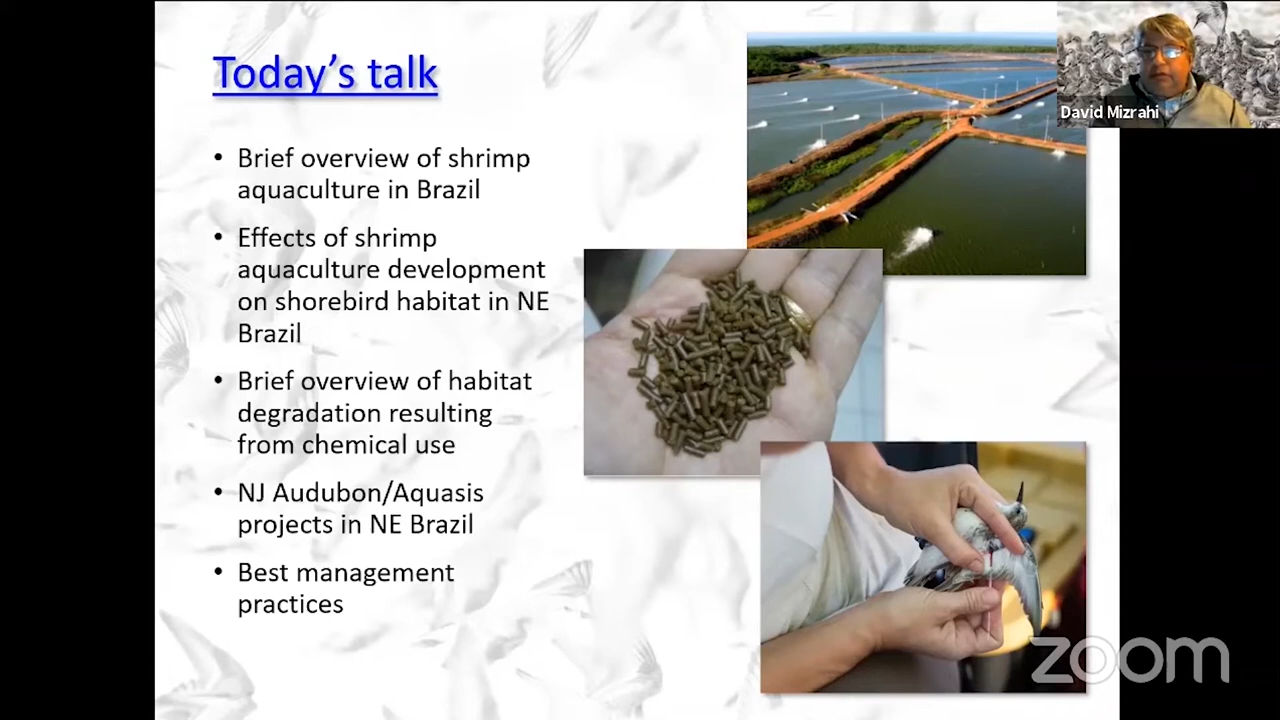 Today's talk
• Brief overview of shrimp
aquaculture in Brazil
• Effects of shrimp
aquaculture development
on shorebird habitat in NE
Brazil
• Brief overview of habitat
degradation resulting
from chemical use
• NJ Audubon/Aquasis
projects in NE Brazil
• Best management
practices
David Mizrahi
zoom